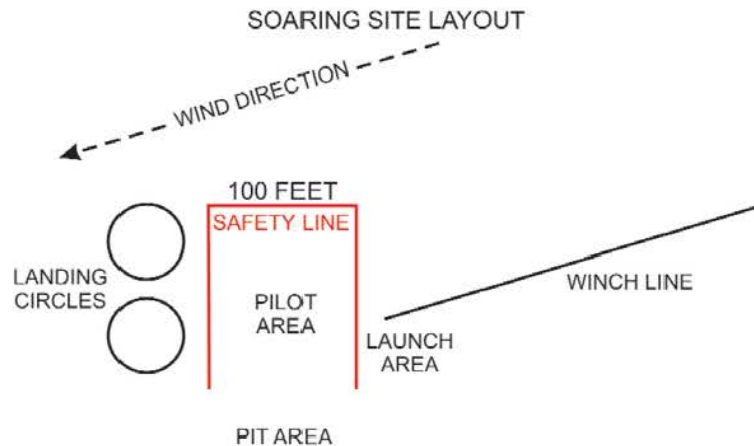 SOARING SITE LAYOUT
WIND DIRECTION
100 FEET
SAFETY LINE
LANDING
CIRCLES
PILOT
AREA
WINCH LINE
LAUNCH
AREA
PIT AREA